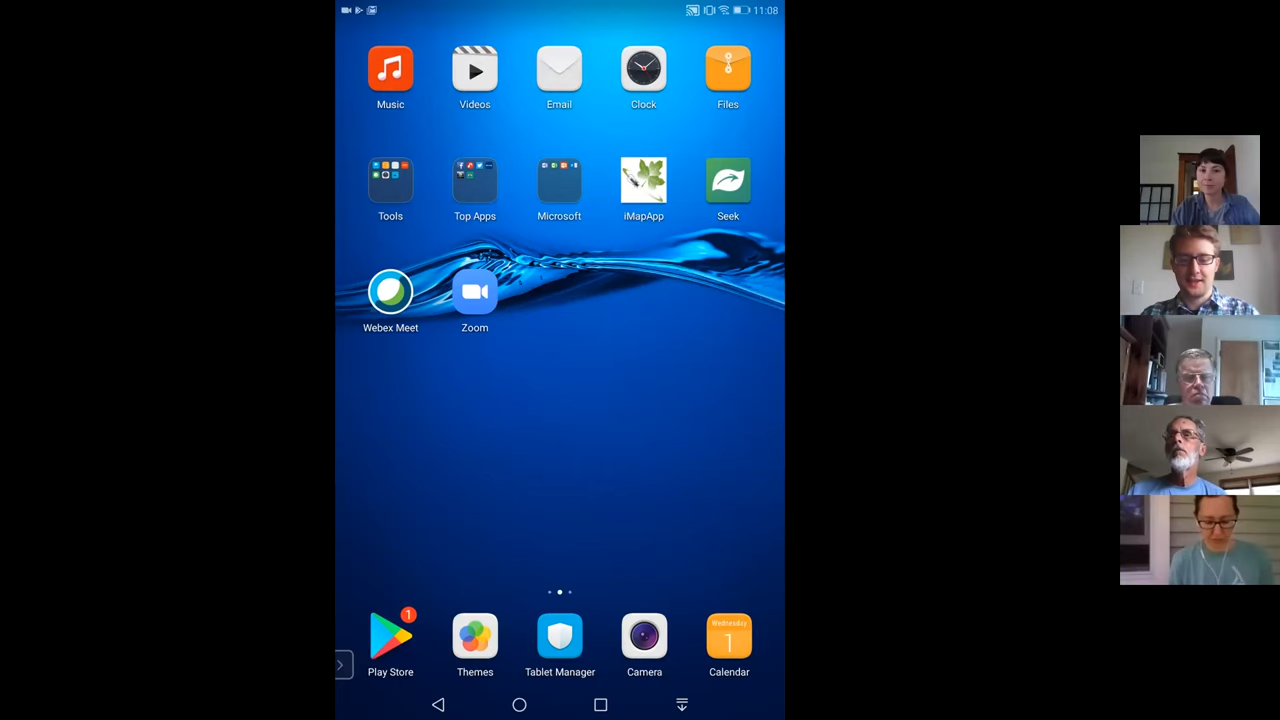 11:08
Music Videos Email Clock Files
Tools Top Apps Microsoft iMapApp Seek
Webex Meet Zoom
1
Wednesday
1
Play Store Themes Tablet Manager Camera Calendar